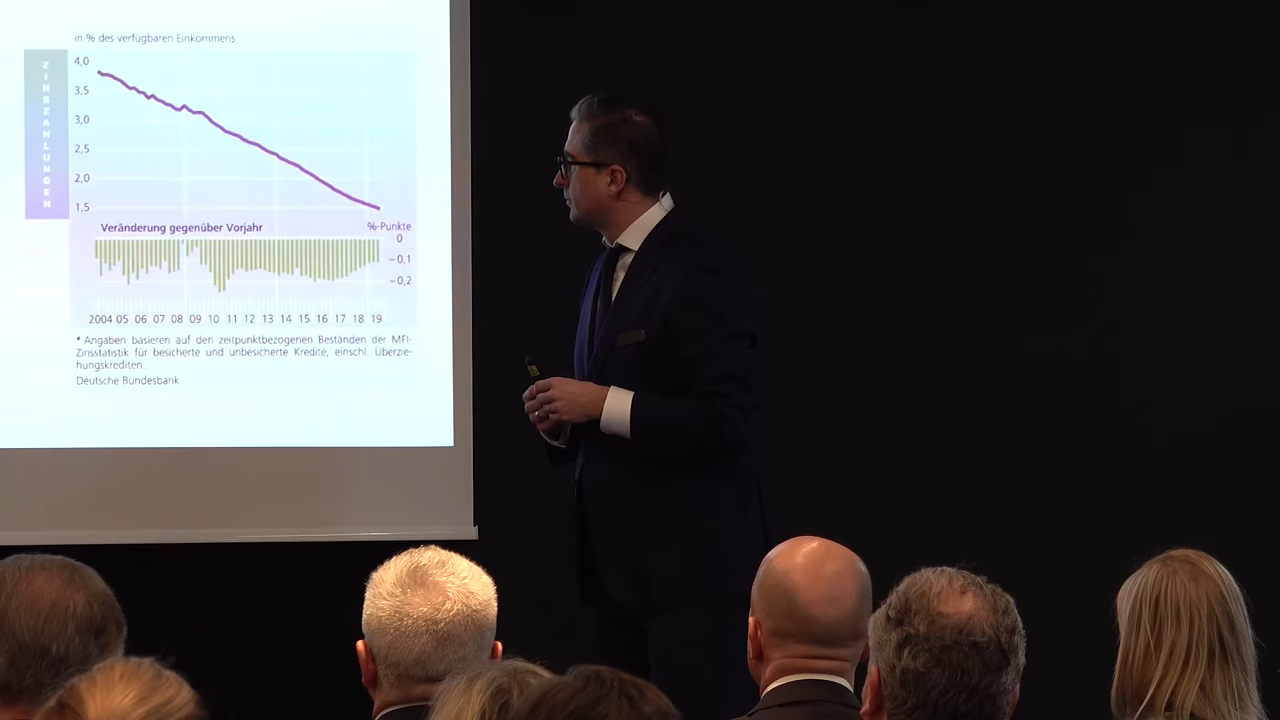 in % des verfügbaren Einkommens
ZINSZAHLUNGEN
4,0
3,5
3,0
2,5
2,0
1,5
Veränderung gegenüber Vorjahr
%-Punkte
0
– 0,1
– 0,2
2004 05 06 07 08 09 10 11 12 13 14 15 16 17 18 19
* Angaben basieren auf den zeitpunktbezogenen Beständen der MFI-
Zinsstatistik für besicherte und unbesicherte Kredite, einschl. Überzie-
hungskrediten.
Deutsche Bundesbank